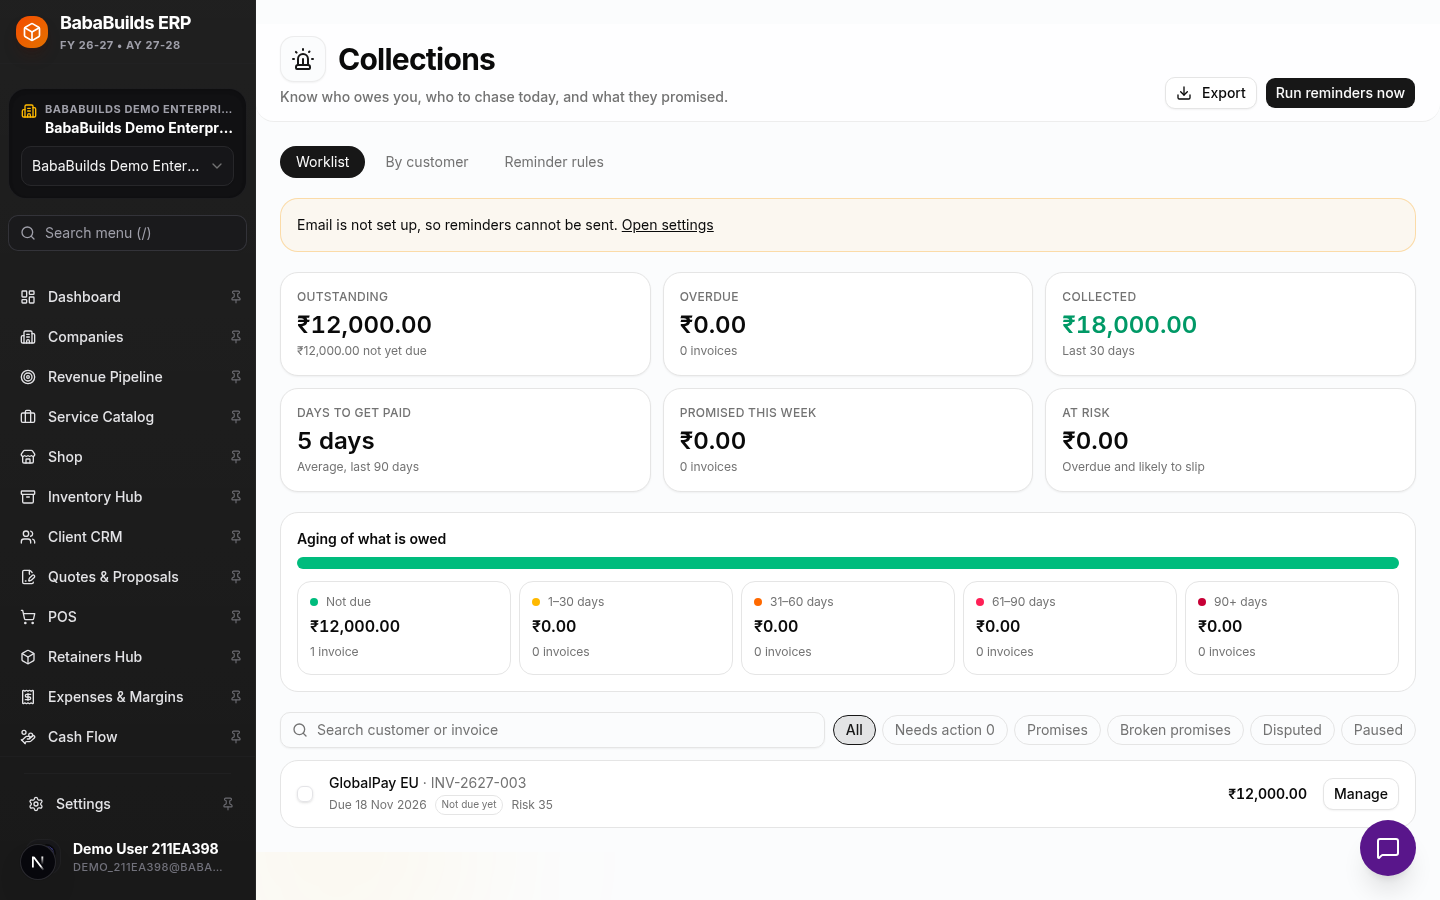 BabaBuilds ERP
FY 26-27 • AY 27-28
BABABUILDS DEMO ENTERPRI...
BabaBuilds Demo Enterpr...
BabaBuilds Demo Enter...
Search menu (/)
Dashboard
Companies
Revenue Pipeline
Service Catalog
Shop
Inventory Hub
Client CRM
Quotes & Proposals
POS
Retainers Hub
Expenses & Margins
Cash Flow
Settings
N
Demo User 211EA398
DEMO_211EA398@BABA...
Collections
Know who owes you, who to chase today, and what they promised.
Export
Run reminders now
Worklist
By customer
Reminder rules
Email is not set up, so reminders cannot be sent. Open settings
OUTSTANDING
₹12,000.00
₹12,000.00 not yet due
OVERDUE
₹0.00
0 invoices
COLLECTED
₹18,000.00
Last 30 days
DAYS TO GET PAID
5 days
Average, last 90 days
PROMISED THIS WEEK
₹0.00
0 invoices
AT RISK
₹0.00
Overdue and likely to slip
Aging of what is owed
Not due
₹12,000.00
1 invoice
1–30 days
₹0.00
0 invoices
31–60 days
₹0.00
0 invoices
61–90 days
₹0.00
0 invoices
90+ days
₹0.00
0 invoices
Search customer or invoice
All
Needs action 0
Promises
Broken promises
Disputed
Paused
GlobalPay EU · INV-2627-003
Due 18 Nov 2026 Not due yet Risk 35
₹12,000.00
Manage